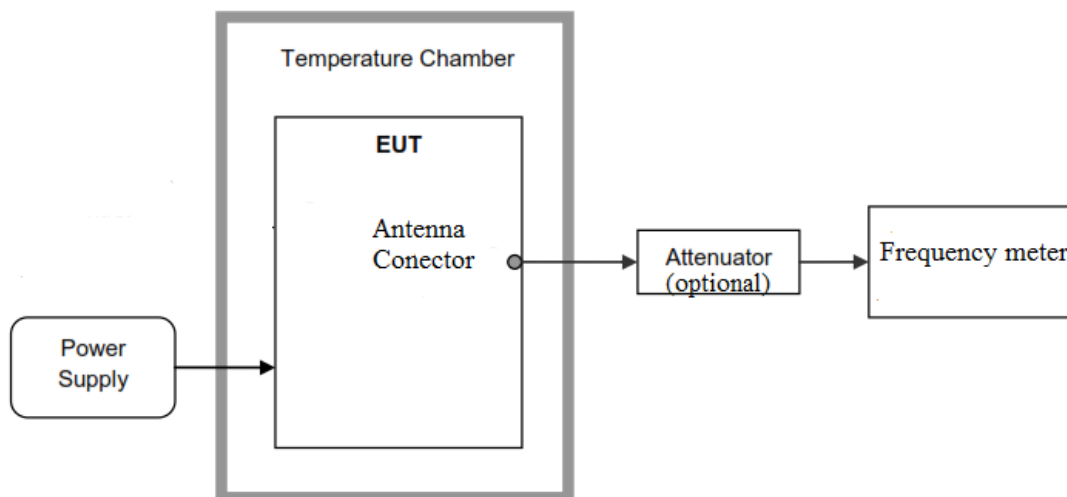 Temperature Chamber
EUT
Antenna
Conector
Attenuator
(optional)
Frequency meter
Power
Supply